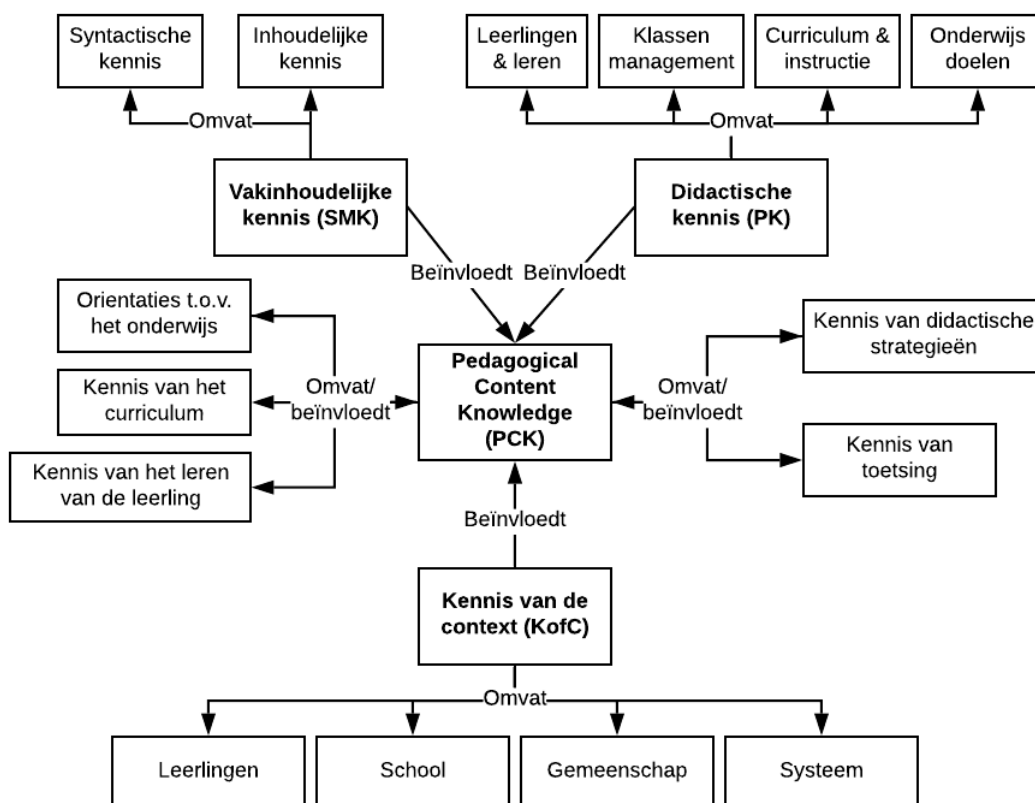 Syntactische
kennis
Inhoudelijke
kennis
Leerlingen
& leren
Klassen
management
Curriculum &
instructie
Onderwijs
doelen
Omvat
Omvat
Vakinhoudelijke
kennis (SMK)
Didactische
kennis (PK)
Beïnvloedt
Beïnvloedt
Orientaties t.o.v.
het onderwijs
Kennis van het
curriculum
Kennis van het leren
van de leerling
Omvat/
beïnvloedt
Pedagogical
Content
Knowledge
(PCK)
Omvat/
beïnvloedt
Kennis van didactische
strategieën
Kennis van
toetsing
Beïnvloedt
Kennis van de
context (KofC)
Omvat
Leerlingen
School
Gemeenschap
Systeem